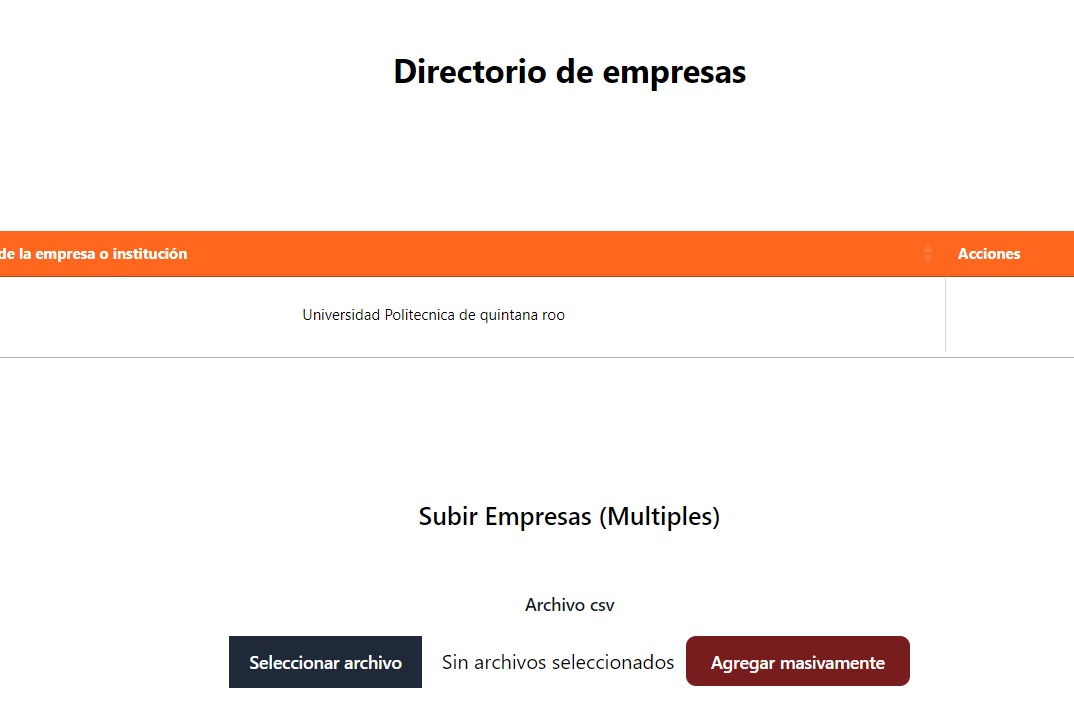 Directorio de empresas
de la empresa o institución Acciones
Universidad Politecnica de quintana roo
Subir Empresas (Multiples)
Archivo csv
Seleccionar archivo Sin archivos seleccionados Agregar masivamente